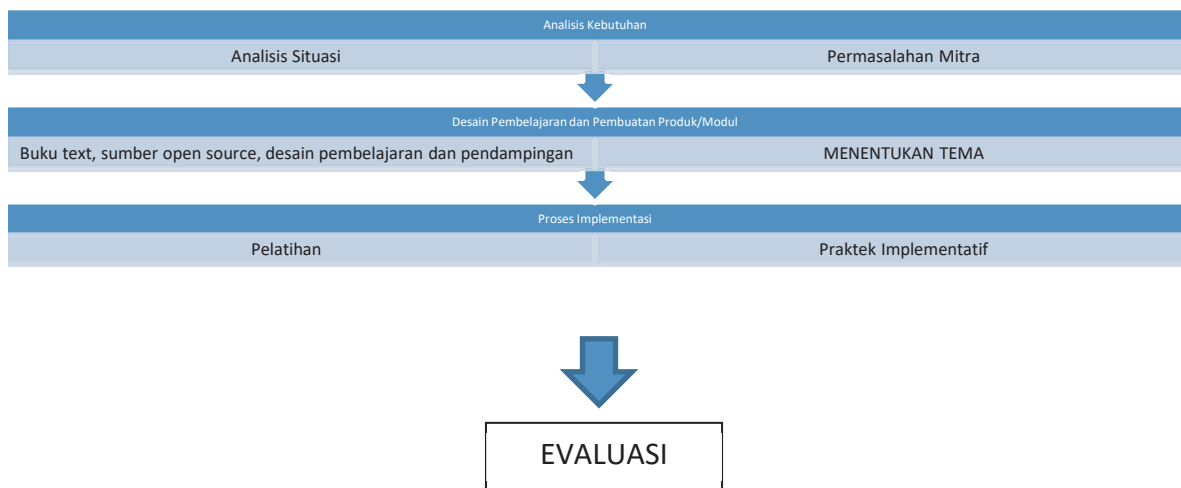 Analisis Kebutuhan
Analisis Situasi
Permasalahan Mitra
Desain Pembelajaran dan Pembuatan Produk/Modul
Buku text, sumber open source, desain pembelajaran dan pendampingan
MENENTUKAN TEMA
Proses Implementasi
Pelatihan
Praktek Implementatif
EVALUASI